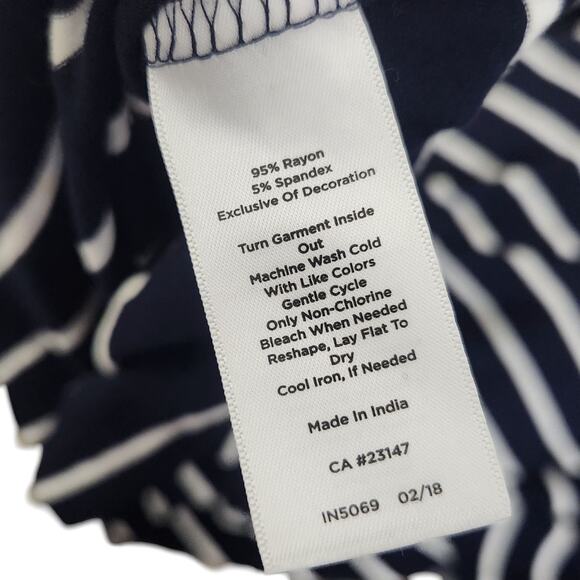 95% Rayon
5% Spandex
Exclusive Of Decoration
Turn Garment Inside
Out
Machine Wash Cold
With Like Colors
Gentle Cycle
Only Non-Chlorine
Bleach When Needed
Reshape, Lay Flat To
Dry
Cool Iron, If Needed
Made In India
CA #23147
IN5069 02/18